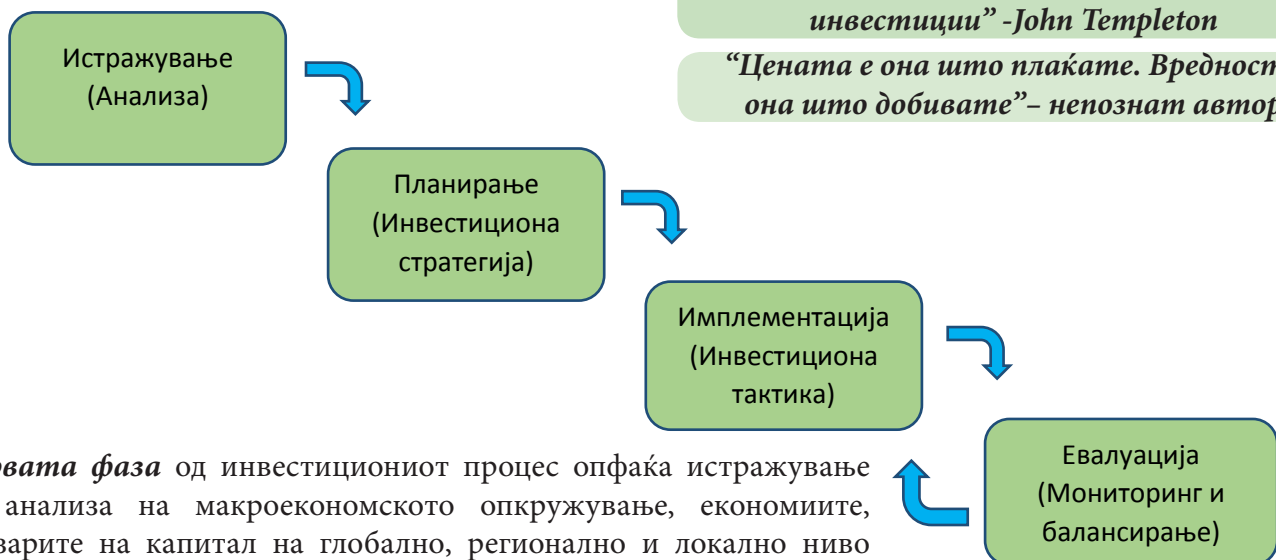 инвестиции” -John Templeton
“Цената е она што плаќате.
она што добивате”– непознат автор
Истражување
(Анализа)
Планирање
(Инвестициона
стратегија)
Имплементација
(Инвестициона
тактика)
Евалуација
(Мониторинг и
балансирање)
фаза од инвестициониот процес опфаќа истражување
анализа на макроекономското опкружување, економиите,
на капитал на глобално, регионално и локално ниво